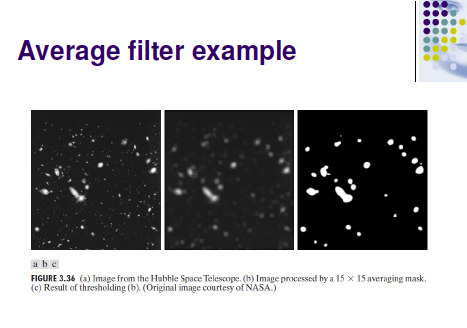 Average filter example
a b c
FIGURE 3.36 (a) Image from the Hubble Space Telescope. (b) Image processed by a 15 × 15 averaging mask.
(c) Result of thresholding (b). (Original image courtesy of NASA.)